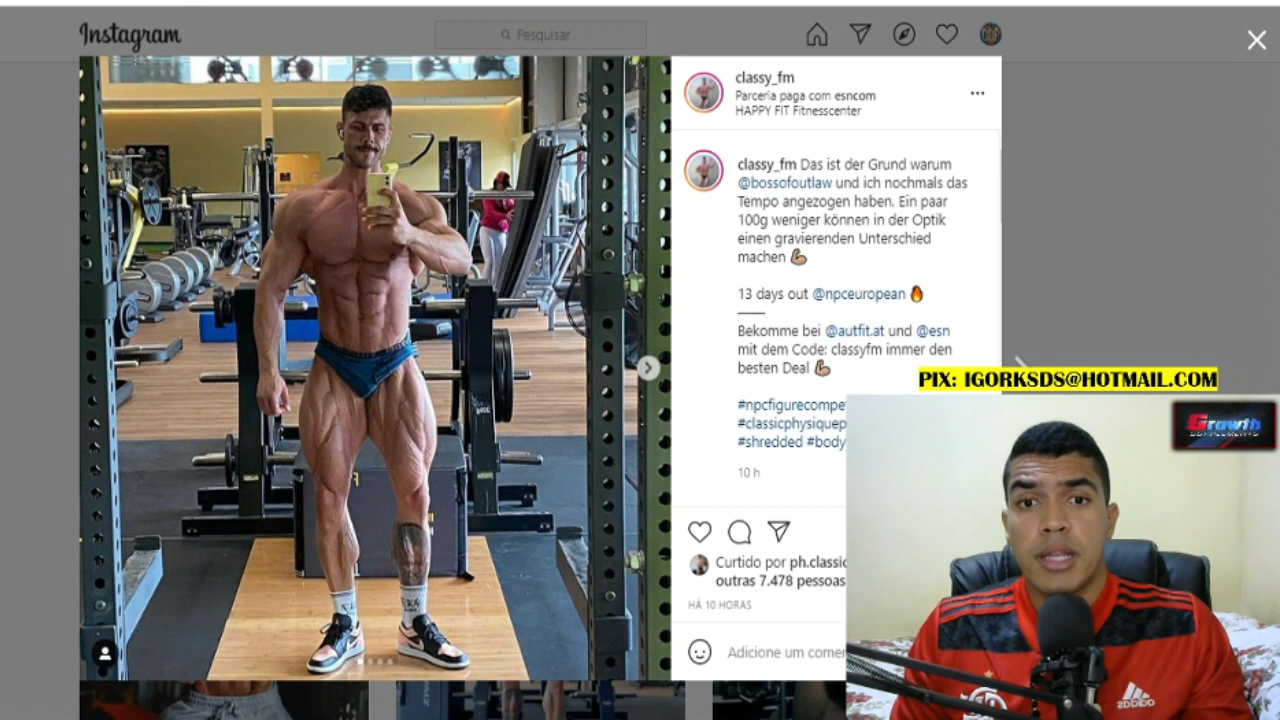 Instagram
Pesquisar
classy_fm
Parceria paga com esncom
HAPPY FIT Fitnesscenter
classy_fm Das ist der Grund warum
@bossofoutlaw und ich nochmals das
Tempo angezogen haben. Ein paar
100g weniger können in der Optik
einen gravierenden Unterschied
machen 💪🏼
13 days out @npceuropean 🔥
——
Bekomme bei @autfit.at und @esn
mit dem Code: classyfm immer den
besten Deal 💪🏼
PIX: IGORKSDS@HOTMAIL.COM
#npcfigurecompe
#classicphysiquep
#shredded #body
10 h
Growth
Curtido por ph.classic
outras 7.478 pessoas
HÁ 10 HORAS
Adicione um comen